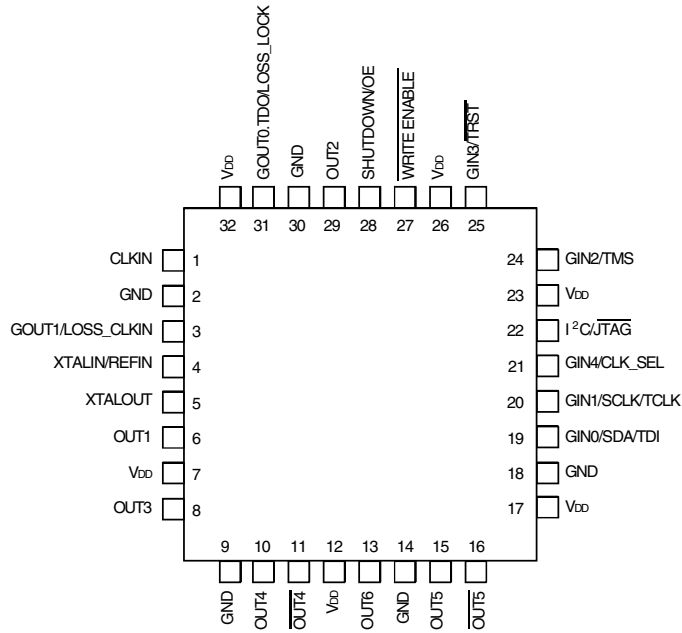 VDD
GOUT0.TDO/LOSS_LOCK
GND
OUT2
SHUTDOWN/OE
WRITE ENABLE
VDD
GIN3/TRST
32 31 30 29 28 27 26 25
CLKIN 1
GND 2
GOUT1/LOSS_CLKIN 3
XTALIN/REFIN 4
XTALOUT 5
OUT1 6
VDD 7
OUT3 8
24 GIN2/TMS
23 VDD
22 I²C/JTAG
21 GIN4/CLK_SEL
20 GIN1/SCLK/TCLK
19 GIN0/SDA/TDI
18 GND
17 VDD
9 10 11 12 13 14 15 16
GND
OUT4
OUT4
VDD
OUT6
GND
OUT5
OUT5